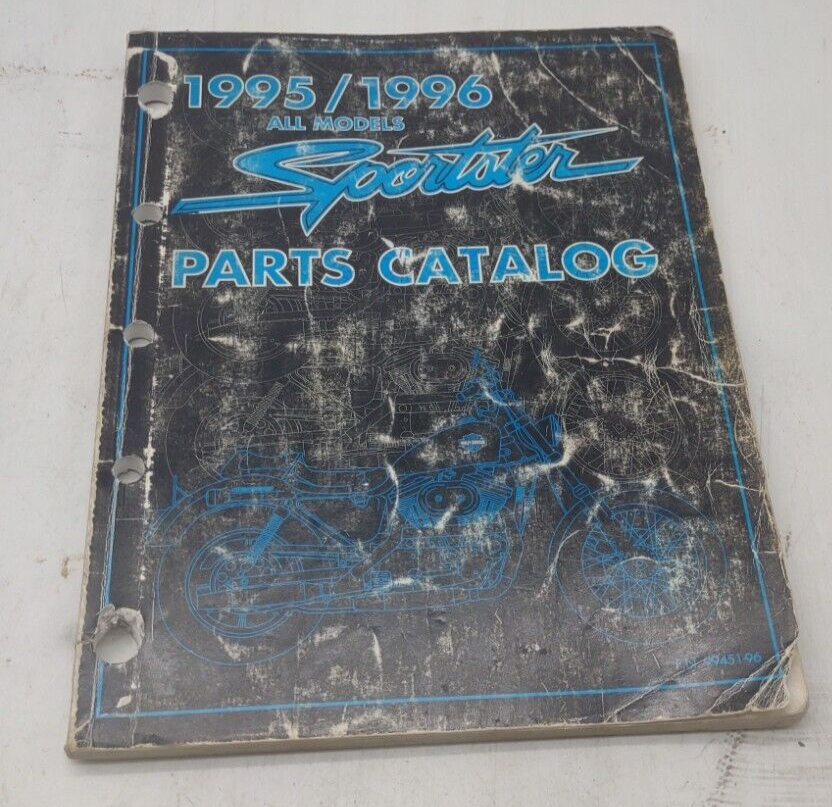 1995/1996
ALL MODELS
Sportster
PARTS CATALOG